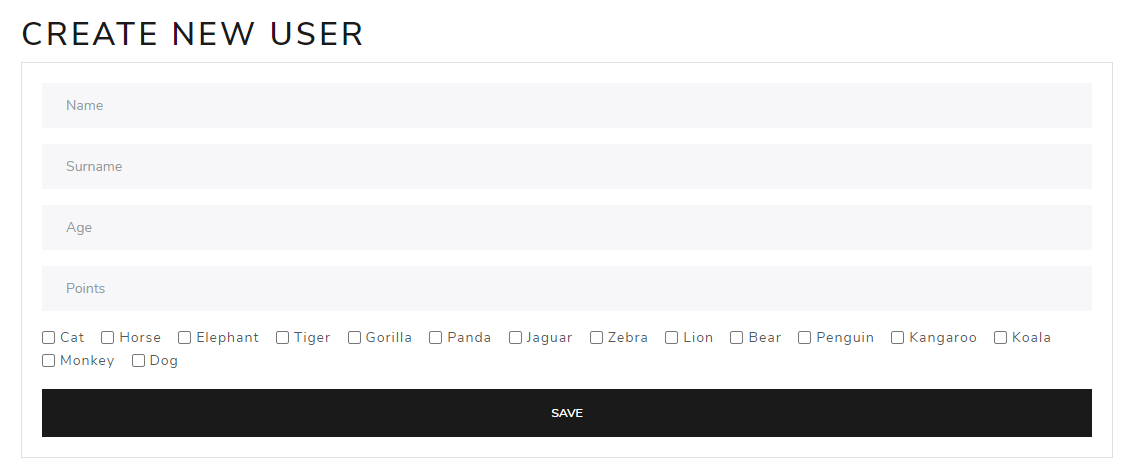 CREATE NEW USER
Name
Surname
Age
Points
Cat Horse Elephant Tiger Gorilla Panda Jaguar Zebra Lion Bear Penguin Kangaroo Koala
Monkey Dog
SAVE